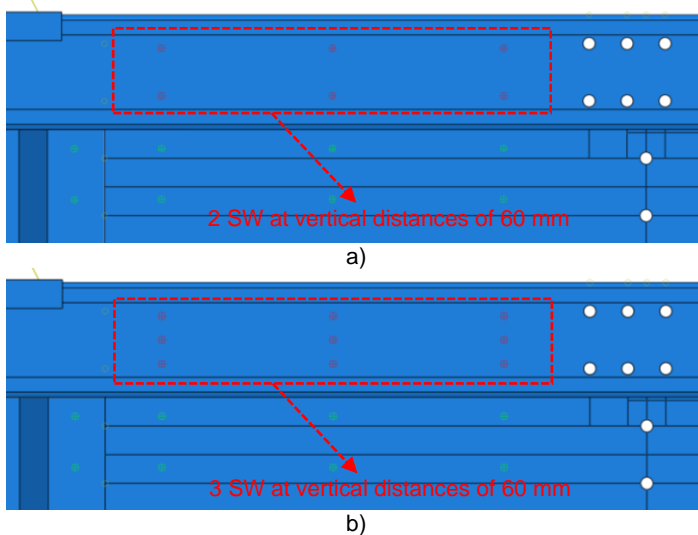 2 SW at vertical distances of 60 mm
a)
3 SW at vertical distances of 60 mm
b)